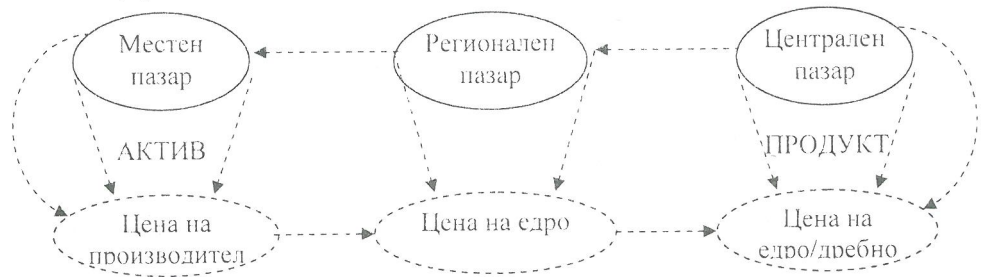 Местен
пазар
Регионален
пазар
Централен
пазар
АКТИВ
ПРОДУКТ
Цена на
производител
Цена на едро
Цена на
едро/дребно